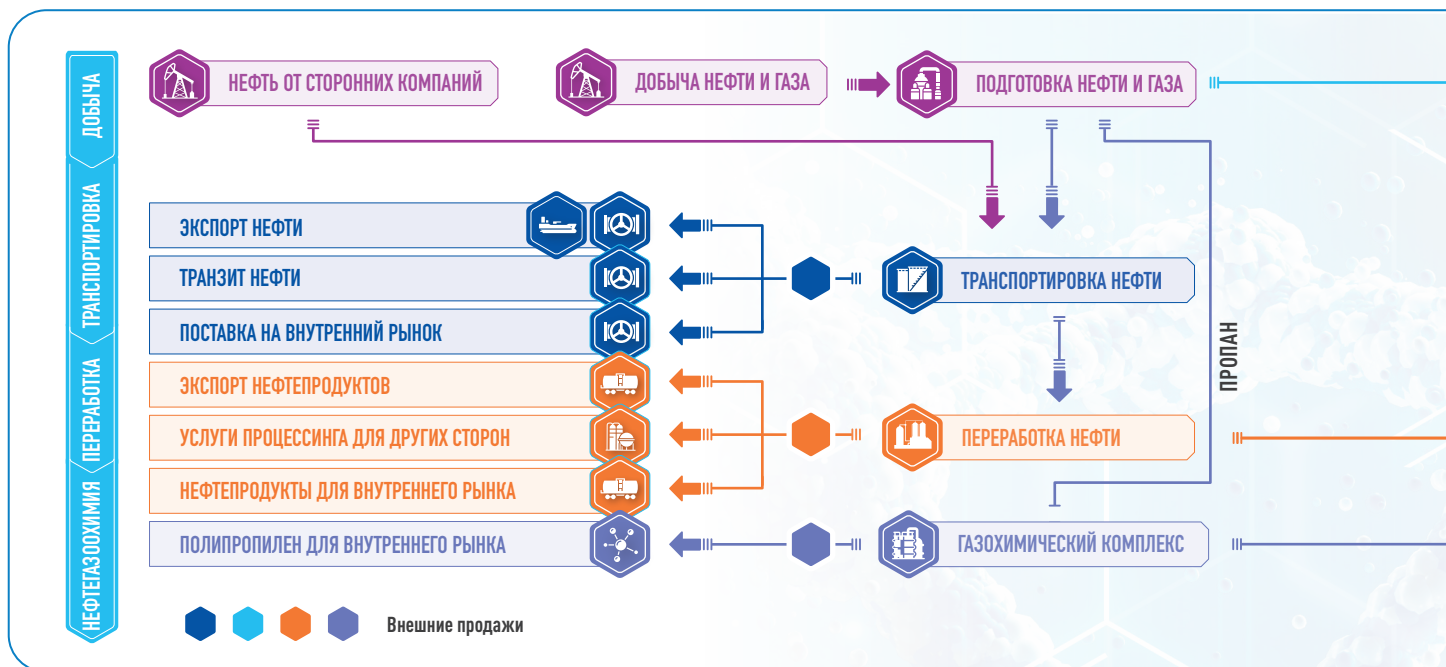 ДОБЫЧА
ТРАНСПОРТИРОВКА
ПЕРЕРАБОТКА
НЕФТЕГАЗОХИМИЯ
НЕФТЬ ОТ СТОРОННИХ КОМПАНИЙ
ДОБЫЧА НЕФТИ И ГАЗА
ПОДГОТОВКА НЕФТИ И ГАЗА
ЭКСПОРТ НЕФТИ
ТРАНЗИТ НЕФТИ
ТРАНСПОРТИРОВКА НЕФТИ
ПОСТАВКА НА ВНУТРЕННИЙ РЫНОК
ПРОПАН
ЭКСПОРТ НЕФТЕПРОДУКТОВ
УСЛУГИ ПРОЦЕССИНГА ДЛЯ ДРУГИХ СТОРОН
ПЕРЕРАБОТКА НЕФТИ
НЕФТЕПРОДУКТЫ ДЛЯ ВНУТРЕННЕГО РЫНКА
ПОЛИПРОПИЛЕН ДЛЯ ВНУТРЕННЕГО РЫНКА
ГАЗОХИМИЧЕСКИЙ КОМПЛЕКС
Внешние продажи